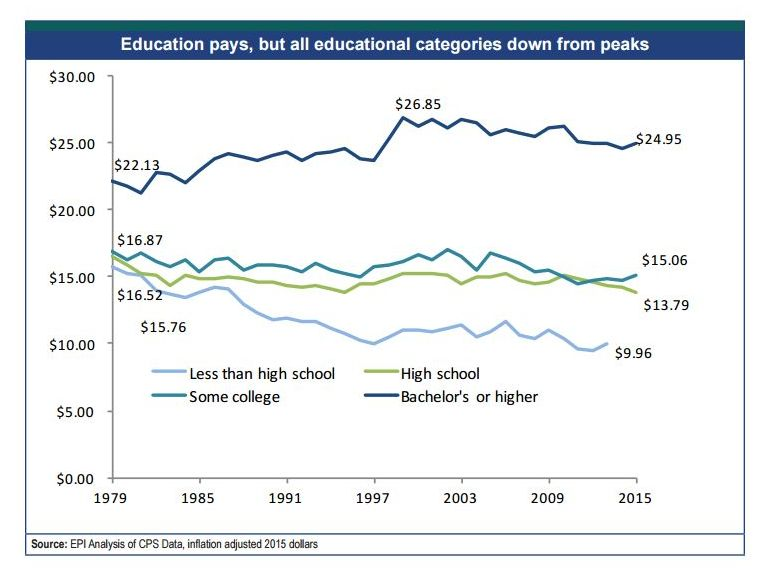 Education pays, but all educational categories down from peaks
$30.00
$26.85
$25.00
$24.95
$22.13
$20.00
$16.87
$15.06
$15.00
$16.52
$13.79
$15.76
$10.00
$9.96
Less than high school
High school
Some college
Bachelor's or higher
$5.00
$0.00
1979 1985 1991 1997 2003 2009 2015
Source: EPI Analysis of CPS Data, inflation adjusted 2015 dollars